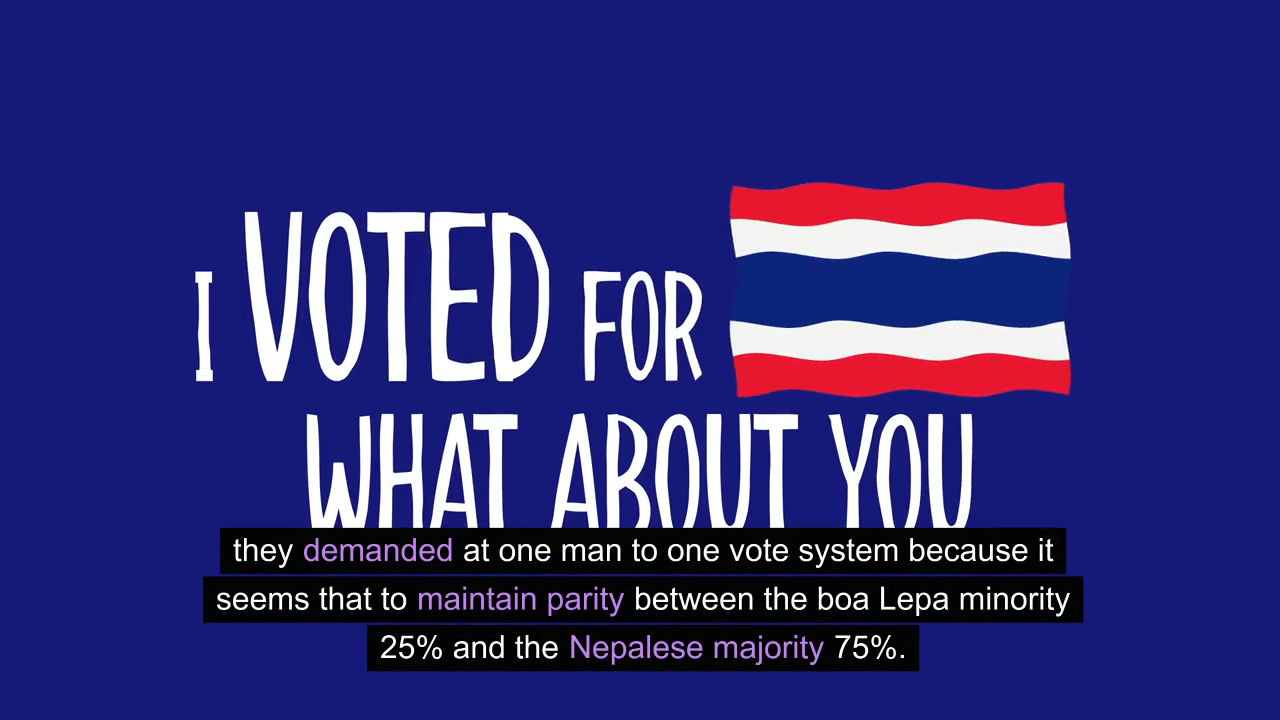 I VOTED FOR
WHAT ABOUT YOU
they demanded at one man to one vote system because it
seems that to maintain parity between the boa Lepa minority
25% and the Nepalese majority 75%.